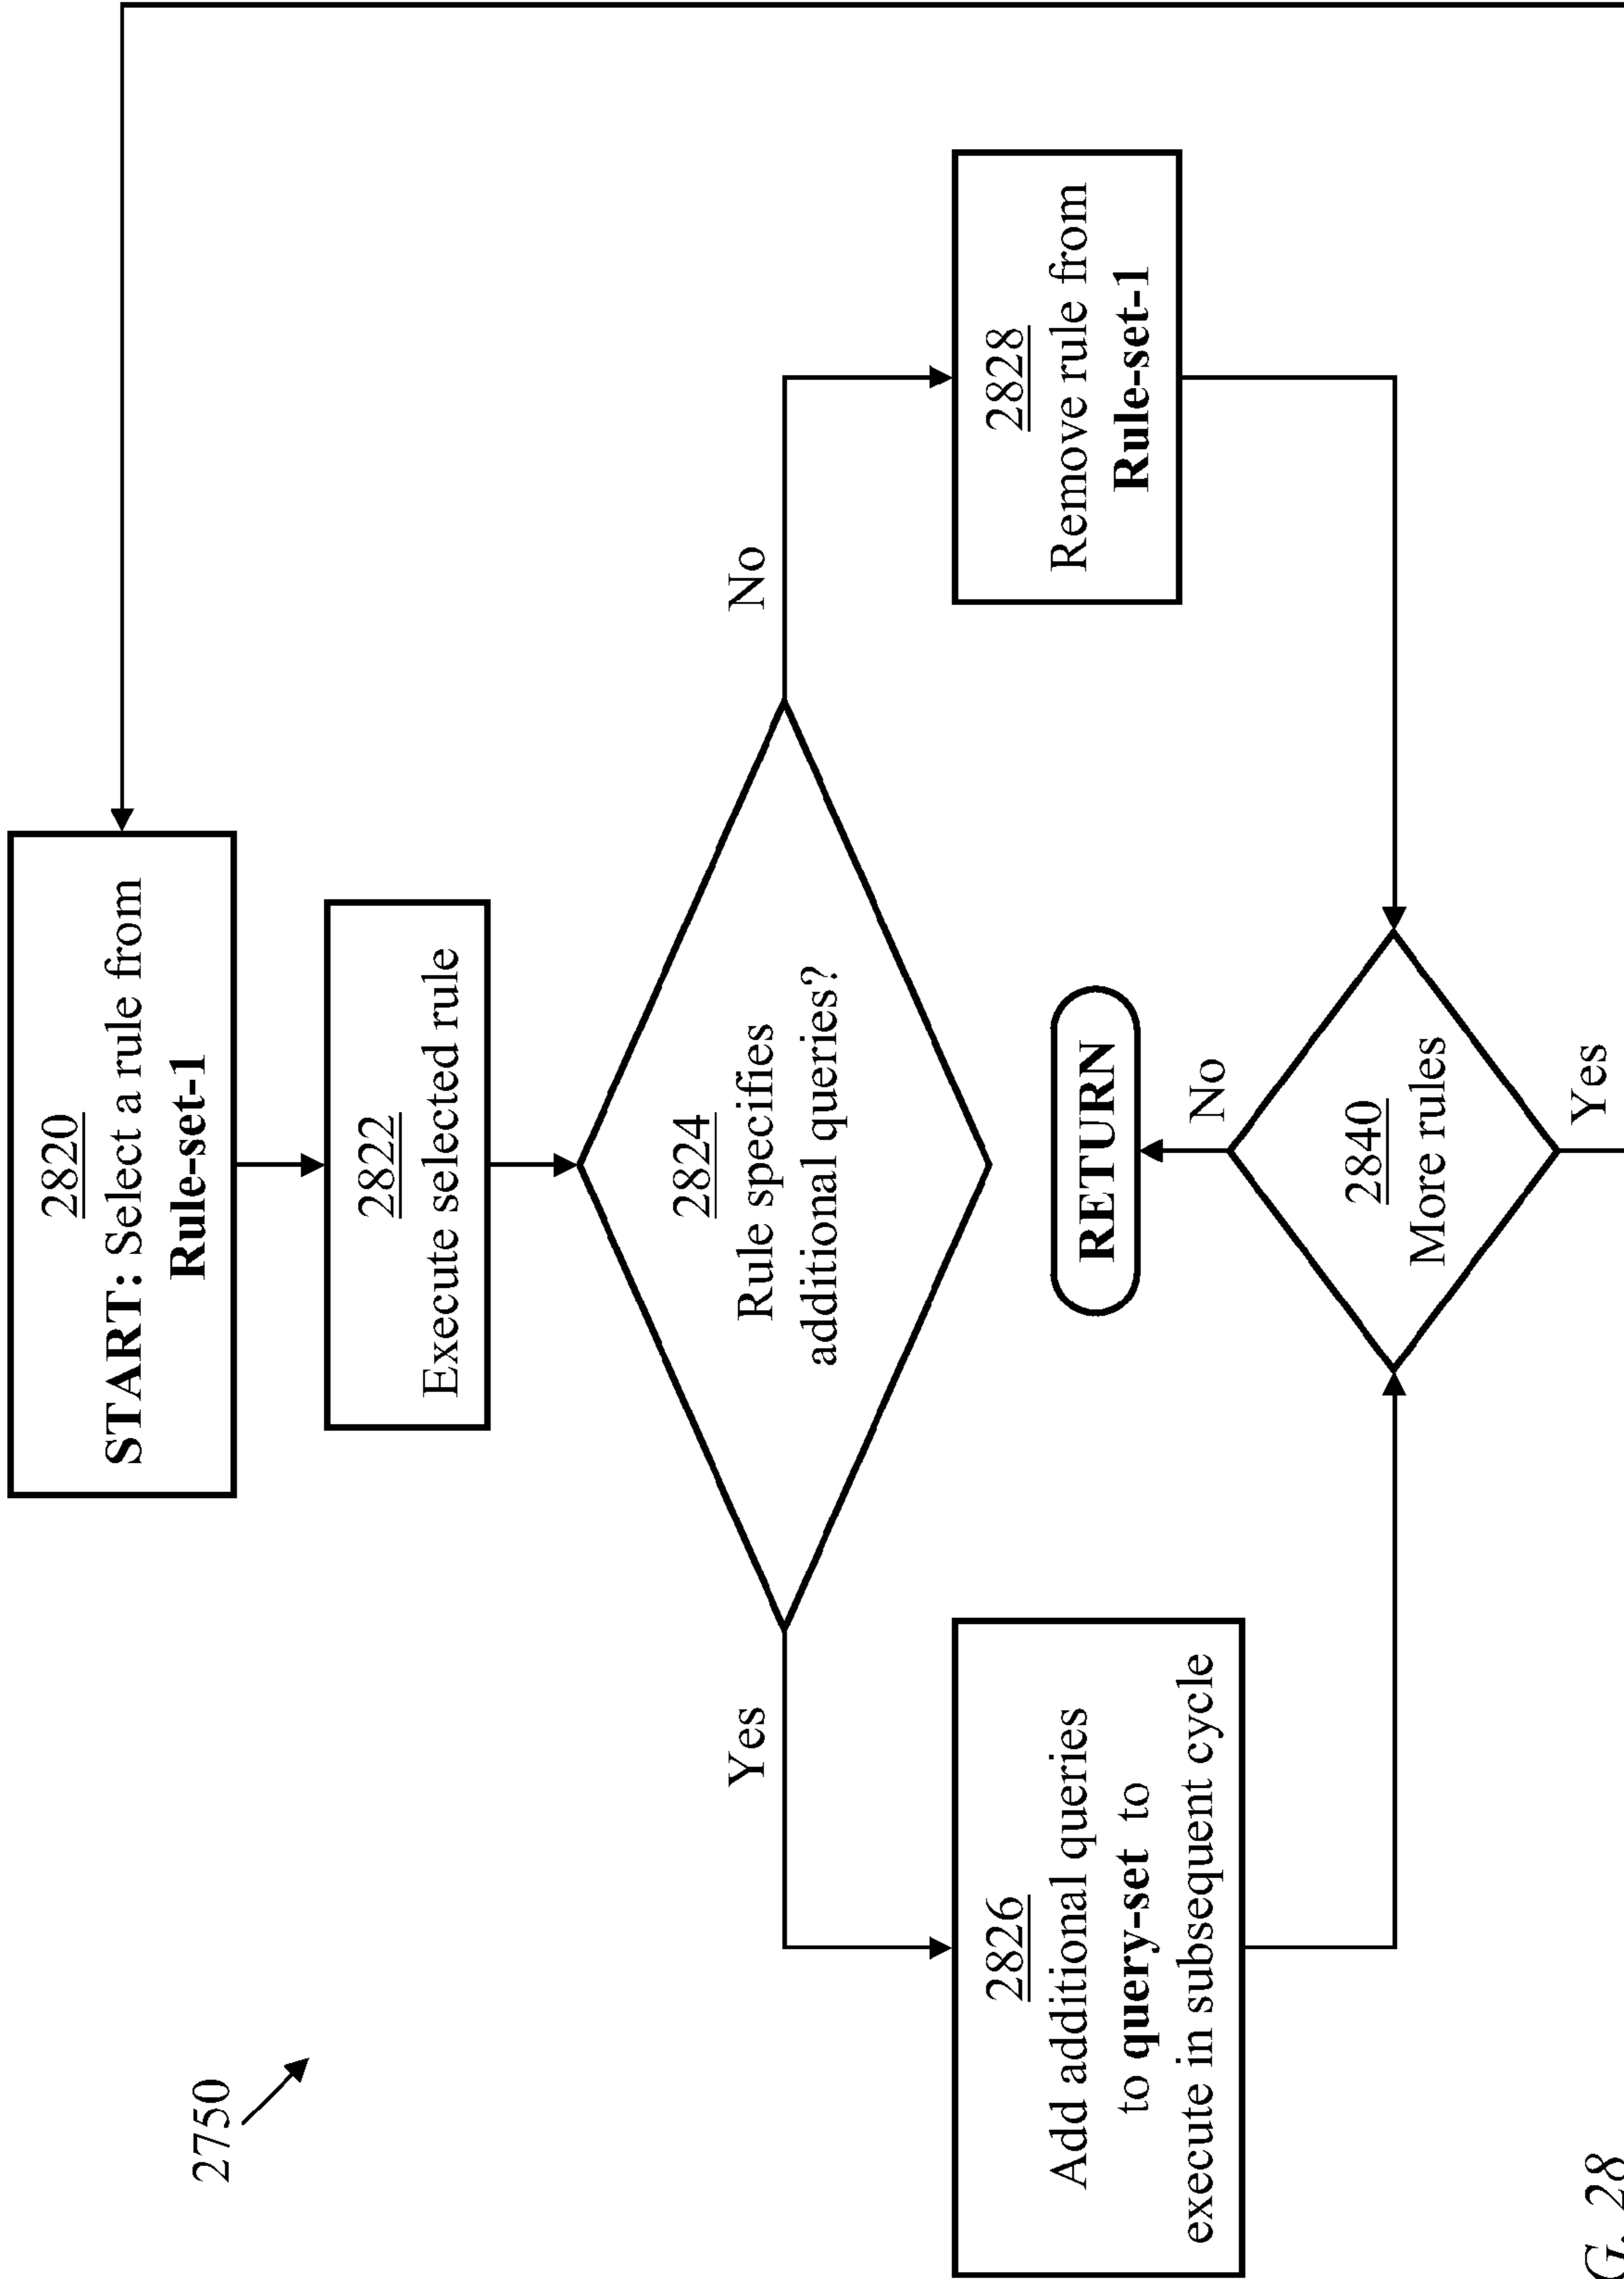 2750
2820
START: Select a rule from
Rule-set-1
2822
Execute selected rule
2824
Rule specifies
additional queries?
Yes
No
2826
Add additional queries
to query-set to
execute in subsequent cycle
2828
Remove rule from
Rule-set-1
RETURN
No
2840
More rules
Yes
G. 28